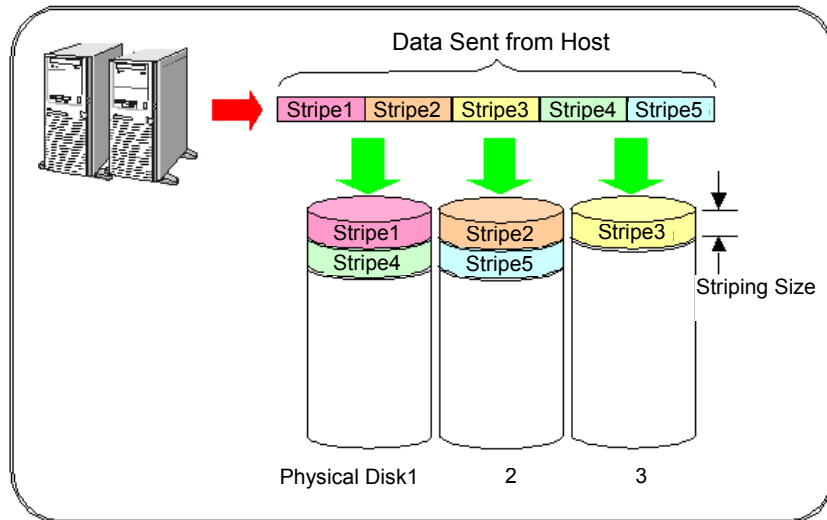 Data Sent from Host
Stripe1 Stripe2 Stripe3 Stripe4 Stripe5
Stripe1 Stripe2 Stripe3
Stripe4 Stripe5
Striping Size
Physical Disk1 2 3